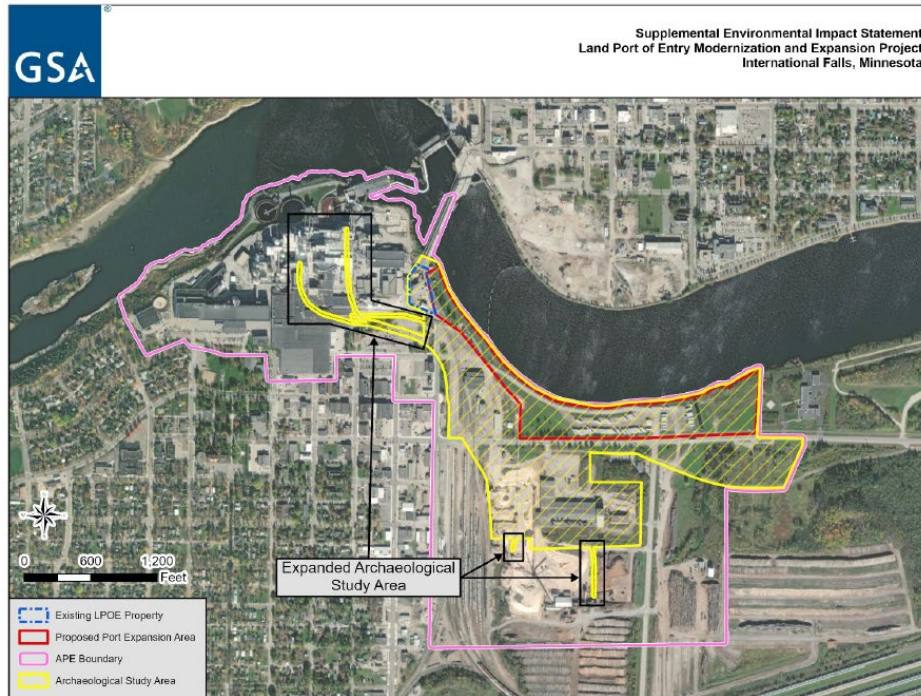 GSA
®
Supplemental Environmental Impact Statement
Land Port of Entry Modernization and Expansion Project
International Falls, Minnesota
Expanded Archaeological
Study Area
0 600 1,200
Feet
Existing LPOE Property
Proposed Port Expansion Area
APE Boundary
Archaeological Study Area